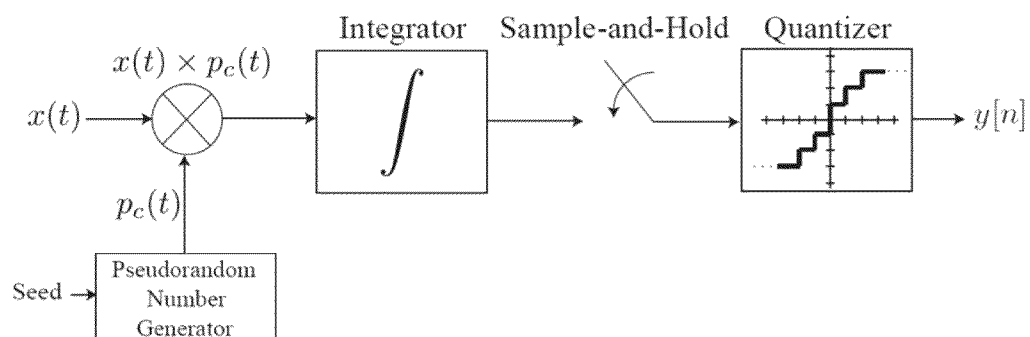 Integrator
Sample-and-Hold
Quantizer
x(t) × p_c(t)
x(t)
∫
y[n]
p_c(t)
Seed
Pseudorandom
Number
Generator